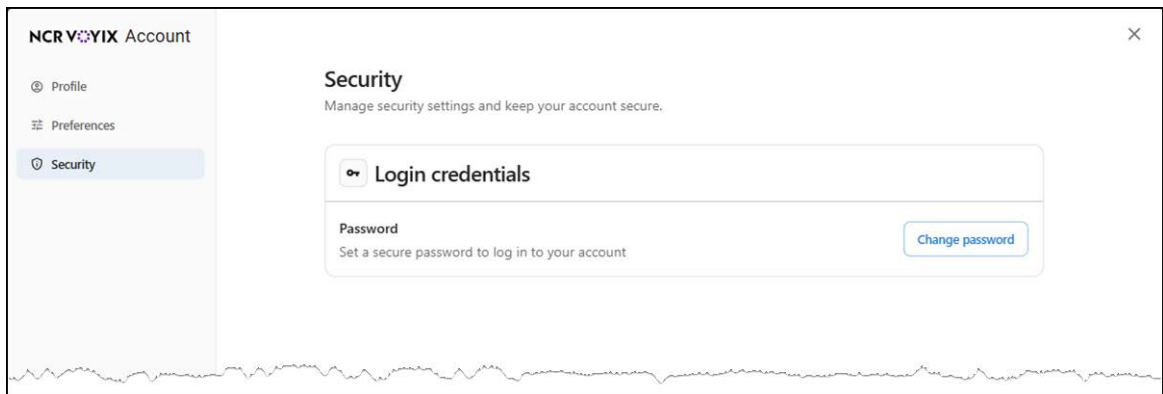 NCR VOYIX Account
Profile
Preferences
Security
Security
Manage security settings and keep your account secure.
Login credentials
Password
Set a secure password to log in to your account
Change password